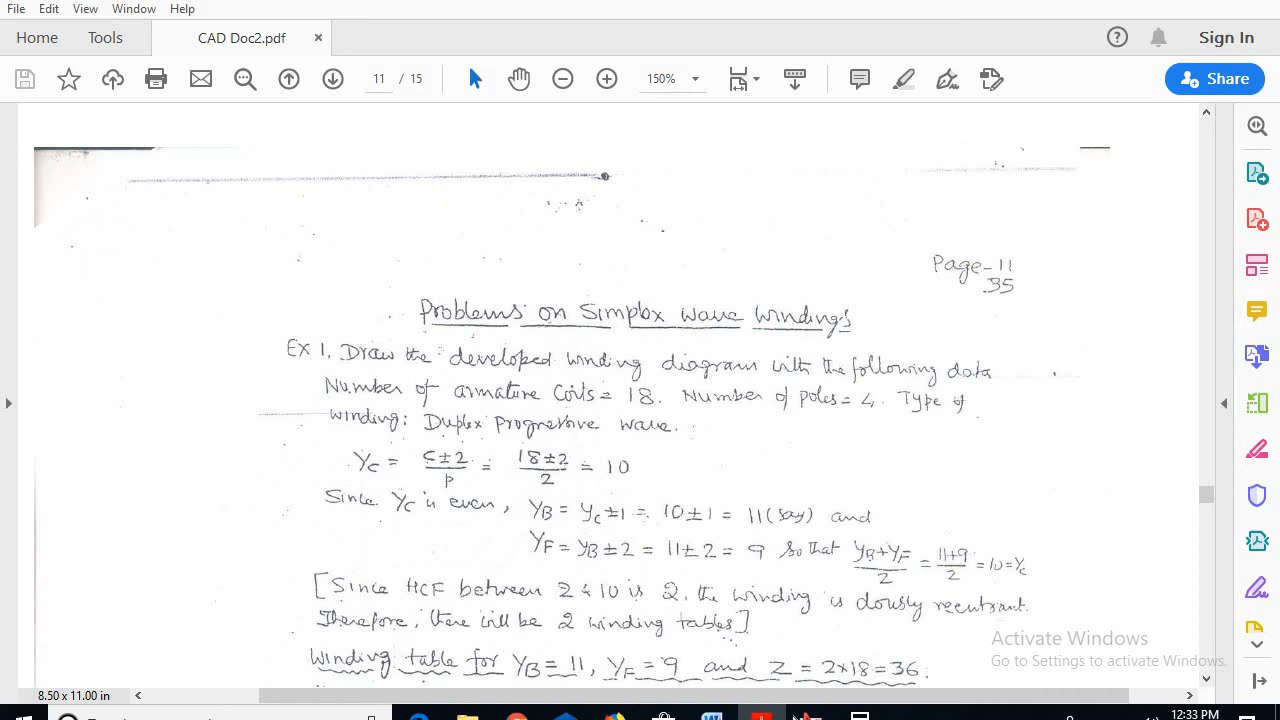 File Edit View Window Help
Home Tools CAD Doc2.pdf × Sign In
11 / 15 150% Share
Page-11
35
Problems on Simplex wave windings
Ex 1. Draw the developed winding diagram with the following data
Number of armature Coils = 18. Number of poles = 4. Type of
winding: Duplex Progressive wave.
YC = C±2/P = 18±2/2 = 10
Since YC is even, YB = YC ±1 = 10±1 = 11 (say) and
YF = YB ±2 = 11±2 = 9 so that YB+YF/2 = 11+9/2 = 10 = YC
[Since HCF between 2 & 10 is 2, the winding is doubly reentrant.
Therefore, there will be 2 winding tables]
Winding table for YB = 11, YF = 9 and Z = 2×18 = 36.
Activate Windows
Go to Settings to activate Windows.
8.50 x 11.00 in
12:33 PM